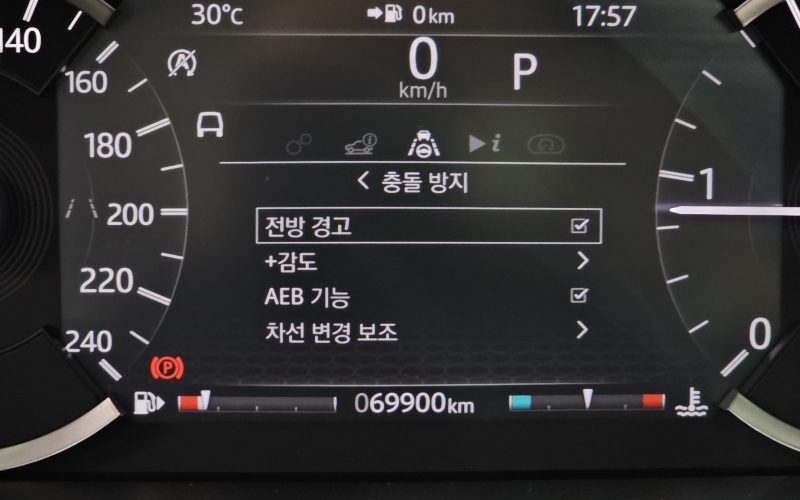 30°C 0km 17:57
140
0 P
km/h
160
180
200
220
240
1
0
i
< 충돌 방지
전방 경고
+감도 >
AEB 기능
차선 변경 보조 >
(P)
069900km